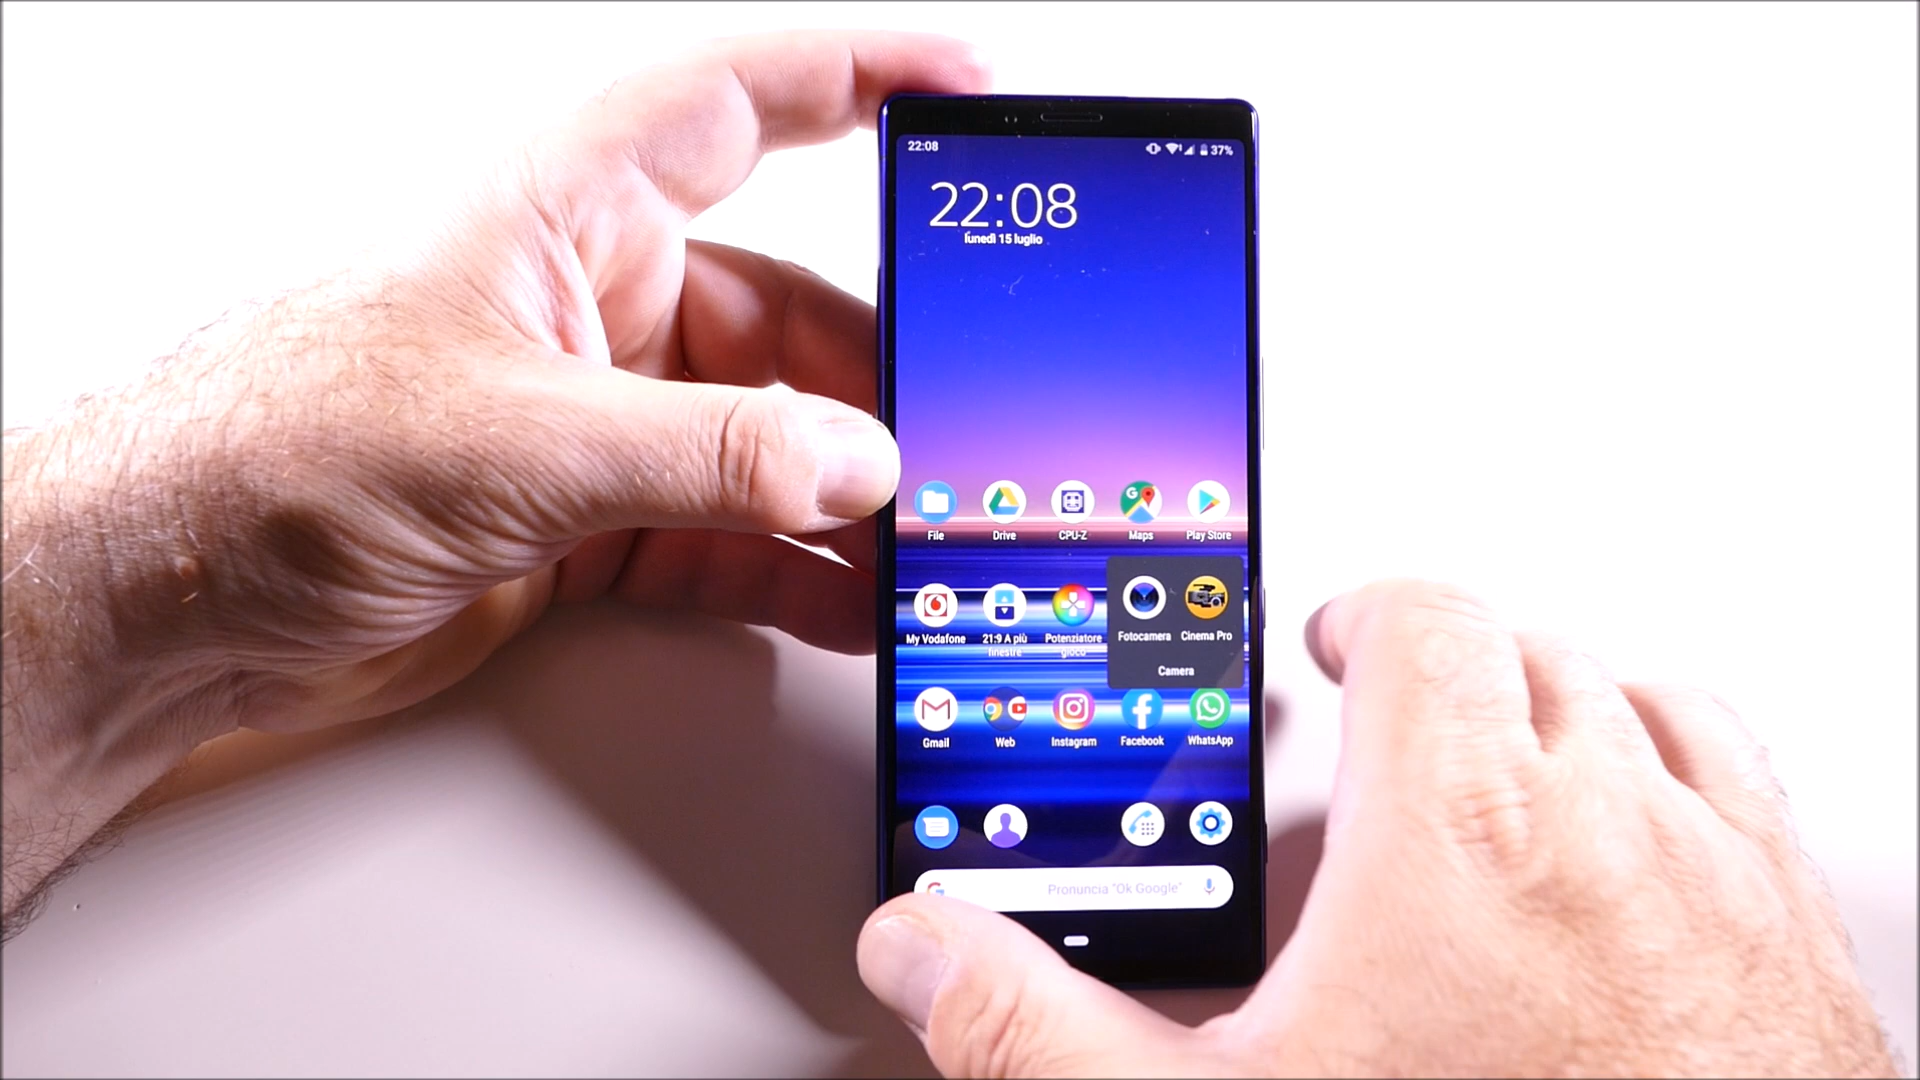 22:08
37%
22:08
lunedì 15 luglio
File
Drive
CPU-Z
Maps
Play Store
My Vodafone
21:9 A più
finestre
Potenziatore
gioco
Fotocamera
Cinema Pro
Camera
Gmail
Web
Instagram
Facebook
WhatsApp
Pronuncia "Ok Google"